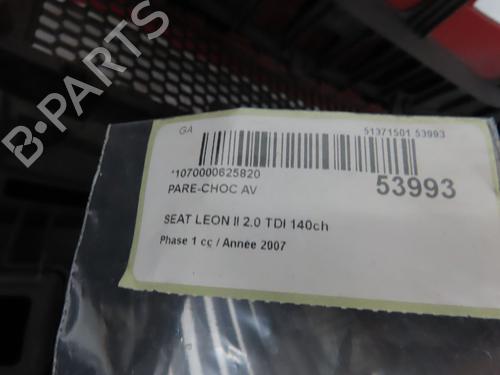 B-PARTS
GA
51371501 53993
*1070000625820
PARE-CHOC AV
53993
SEAT LEON II 2.0 TDI 140ch
Phase 1 cc / Année 2007